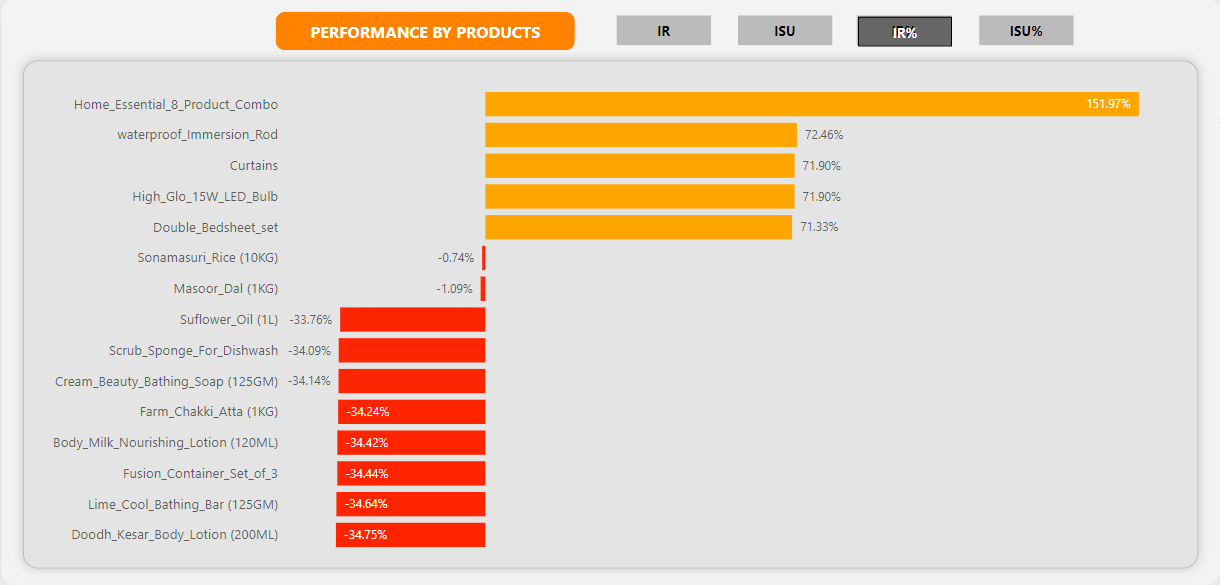 PERFORMANCE BY PRODUCTS IR ISU IR% ISU%
Home_Essential_8_Product_Combo 151.97%
waterproof_Immersion_Rod 72.46%
Curtains 71.90%
High_Glo_15W_LED_Bulb 71.90%
Double_Bedsheet_set 71.33%
Sonamasuri_Rice (10KG) -0.74%
Masoor_Dal (1KG) -1.09%
Suflower_Oil (1L) -33.76%
Scrub_Sponge_For_Dishwash -34.09%
Cream_Beauty_Bathing_Soap (125GM) -34.14%
Farm_Chakki_Atta (1KG) -34.24%
Body_Milk_Nourishing_Lotion (120ML) -34.42%
Fusion_Container_Set_of_3 -34.44%
Lime_Cool_Bathing_Bar (125GM) -34.64%
Doodh_Kesar_Body_Lotion (200ML) -34.75%